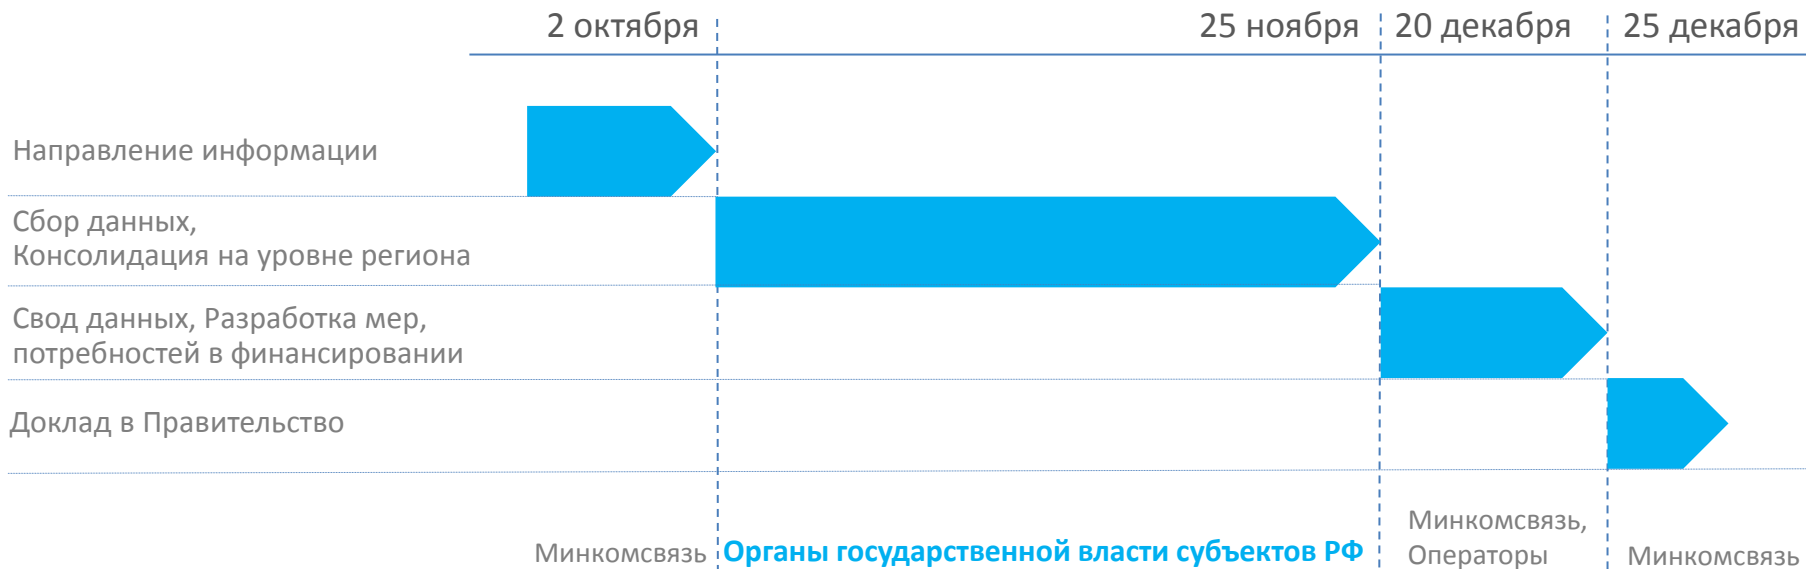 2 октября
25 ноября
20 декабря
25 декабря
Направление информации
Сбор данных,
Консолидация на уровне региона
Свод данных, Разработка мер,
потребностей в финансировании
Доклад в Правительство
Минкомсвязь
Органы государственной власти субъектов РФ
Минкомсвязь,
Операторы
Минкомсвязь